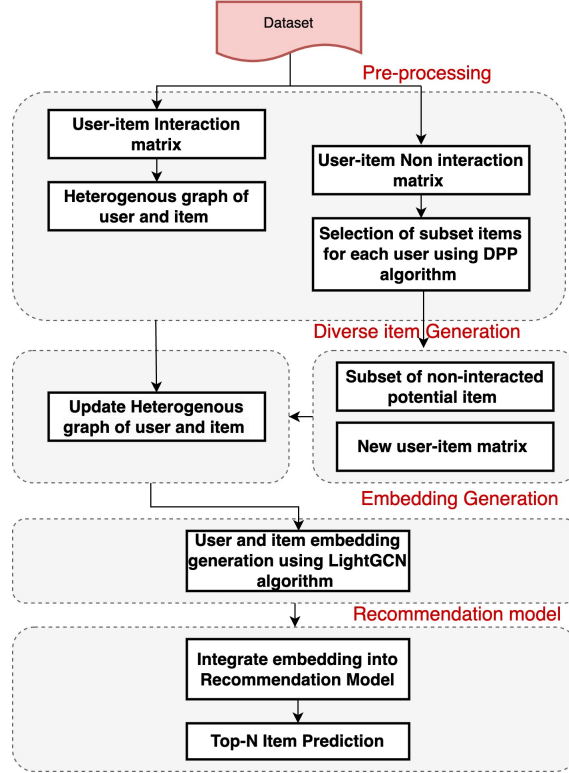 Dataset
Pre-processing
User-item Interaction
matrix
Heterogenous graph of
user and item
User-item Non interaction
matrix
Selection of subset items
for each user using DPP
algorithm
Diverse item Generation
Update Heterogenous
graph of user and item
Subset of non-interacted
potential item
New user-item matrix
Embedding Generation
User and item embedding
generation using LightGCN
algorithm
Recommendation model
Integrate embedding into
Recommendation Model
Top-N Item Prediction